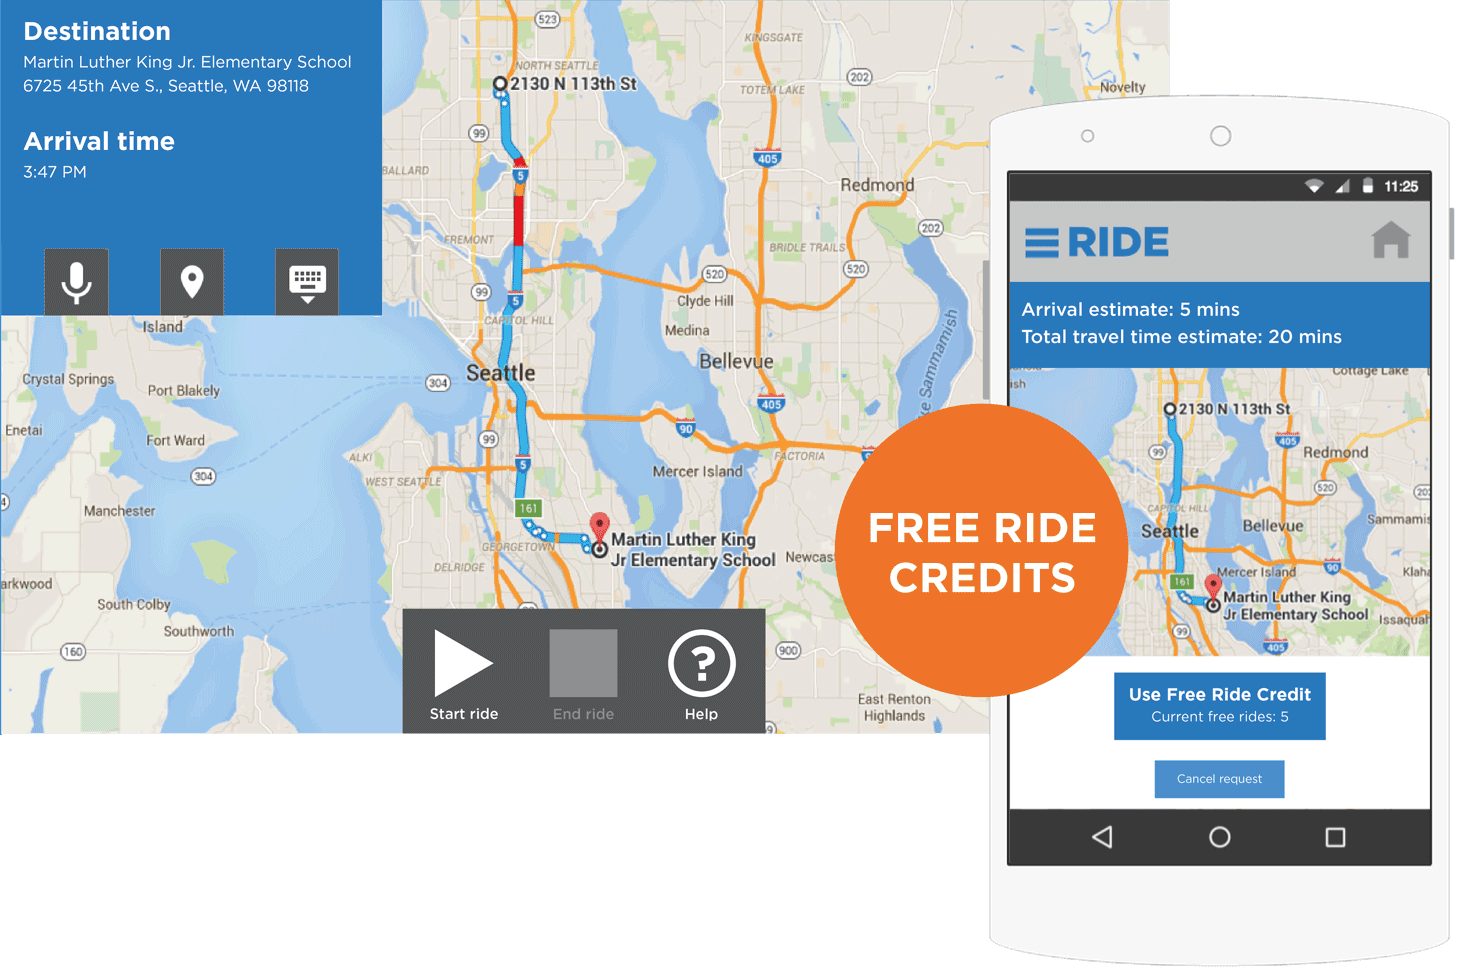 Destination
Martin Luther King Jr. Elementary School
6725 45th Ave S., Seattle, WA 98118
Arrival time
3:47 PM
523
KINGSGATE
NORTH SEATTLE
2130 N 113th St
202
TOTEM LAKE
Novelty
99
405
BALLARD
5
Redmond
202
FREMONT
BRIDLE TRAILS
520
520
99
5
Clyde Hill
CAPITOL HILL
Medina
Island
Seattle
Bellevue
Sammamish
304
Crystal Springs
Port Blakely
405
Enetai
Fort Ward
99
90
ALKI
FACTORIA
5
Mercer Island
304
WEST SEATTLE
4
Manchester
161
Martin Luther King
Jr Elementary School
GEORGETOWN
Newcas
DELRIDGE
arkwood
South Colby
Southworth
160
900
East Renton
Highlands
Start ride
End ride
Help
FREE RIDE
CREDITS
11:25
RIDE
Arrival estimate: 5 mins
Total travel time estimate: 20 mins
Cottage Lake
ish
2130 N 113th St
405
99
Redmond
520
202
CAPITOL HILL
Seattle
Bellevue
Sammamis
161
Mercer Island
90
Klaha
Martin Luther King
Jr Elementary School
Issaquah
99
405
Use Free Ride Credit
Current free rides: 5
Cancel request